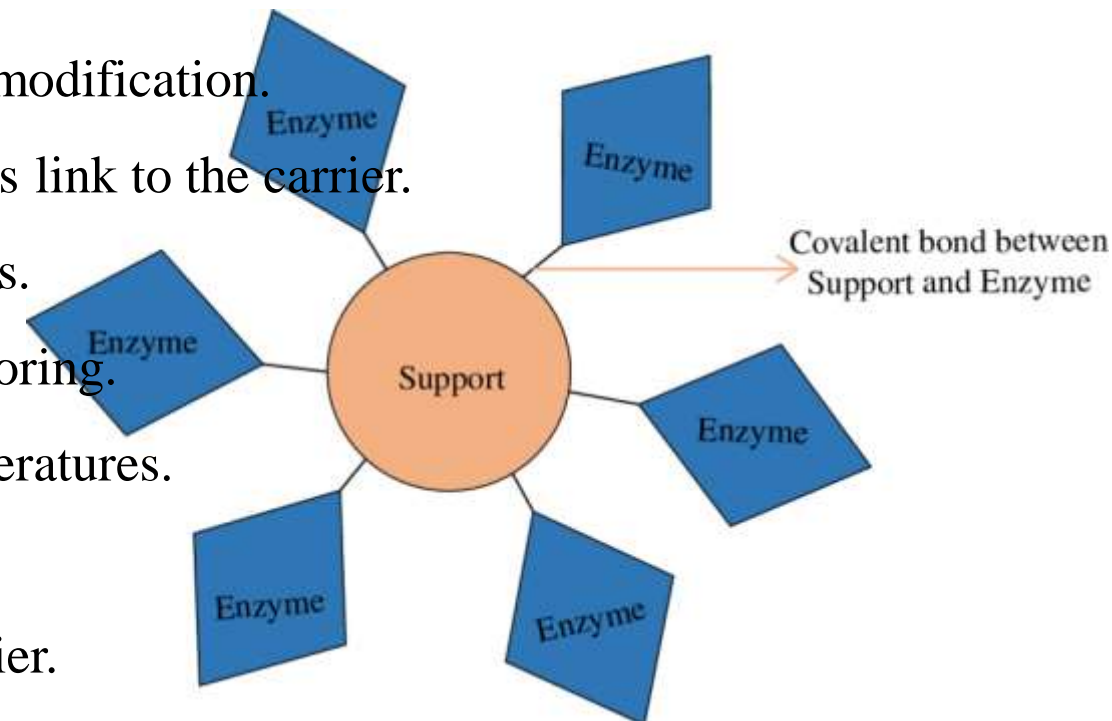 modification.
Enzyme
Enzyme
s link to the carrier.
Covalent bond between
Support and Enzyme
s.
Enzyme
oring.
Support
Enzyme
eratures.
Enzyme
Enzyme
ier.